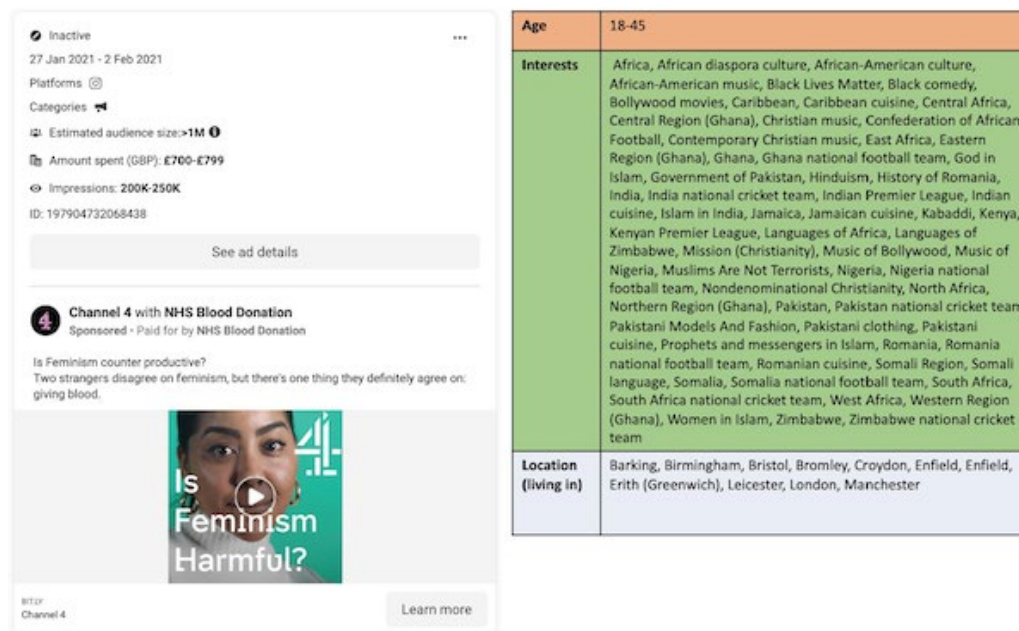 Inactive
27 Jan 2021 - 2 Feb 2021
Platforms
Categories
Estimated audience size:>1M
Amount spent (GBP): £700-£799
Impressions: 200K-250K
ID: 197904732068438
See ad details
Channel 4 with NHS Blood Donation
Sponsored • Paid for by NHS Blood Donation
Is Feminism counter productive?
Two strangers disagree on feminism, but there's one thing they definitely agree on:
giving blood.
4
Is
Feminism
Harmful?
BIT.LY
Channel 4
Learn more
Age 18-45
Interests Africa, African diaspora culture, African-American culture,
African-American music, Black Lives Matter, Black comedy,
Bollywood movies, Caribbean, Caribbean cuisine, Central Africa,
Central Region (Ghana), Christian music, Confederation of African
Football, Contemporary Christian music, East Africa, Eastern
Region (Ghana), Ghana, Ghana national football team, God in
Islam, Government of Pakistan, Hinduism, History of Romania,
India, India national cricket team, Indian Premier League, Indian
cuisine, Islam in India, Jamaica, Jamaican cuisine, Kabaddi, Kenya,
Kenyan Premier League, Languages of Africa, Languages of
Zimbabwe, Mission (Christianity), Music of Bollywood, Music of
Nigeria, Muslims Are Not Terrorists, Nigeria, Nigeria national
football team, Nondenominational Christianity, North Africa,
Northern Region (Ghana), Pakistan, Pakistan national cricket team
Pakistani Models And Fashion, Pakistani clothing, Pakistani
cuisine, Prophets and messengers in Islam, Romania, Romania
national football team, Romanian cuisine, Somali Region, Somali
language, Somalia, Somalia national football team, South Africa,
South Africa national cricket team, West Africa, Western Region
(Ghana), Women in Islam, Zimbabwe, Zimbabwe national cricket
team
Location Barking, Birmingham, Bristol, Bromley, Croydon, Enfield, Enfield,
(living in) Erith (Greenwich), Leicester, London, Manchester